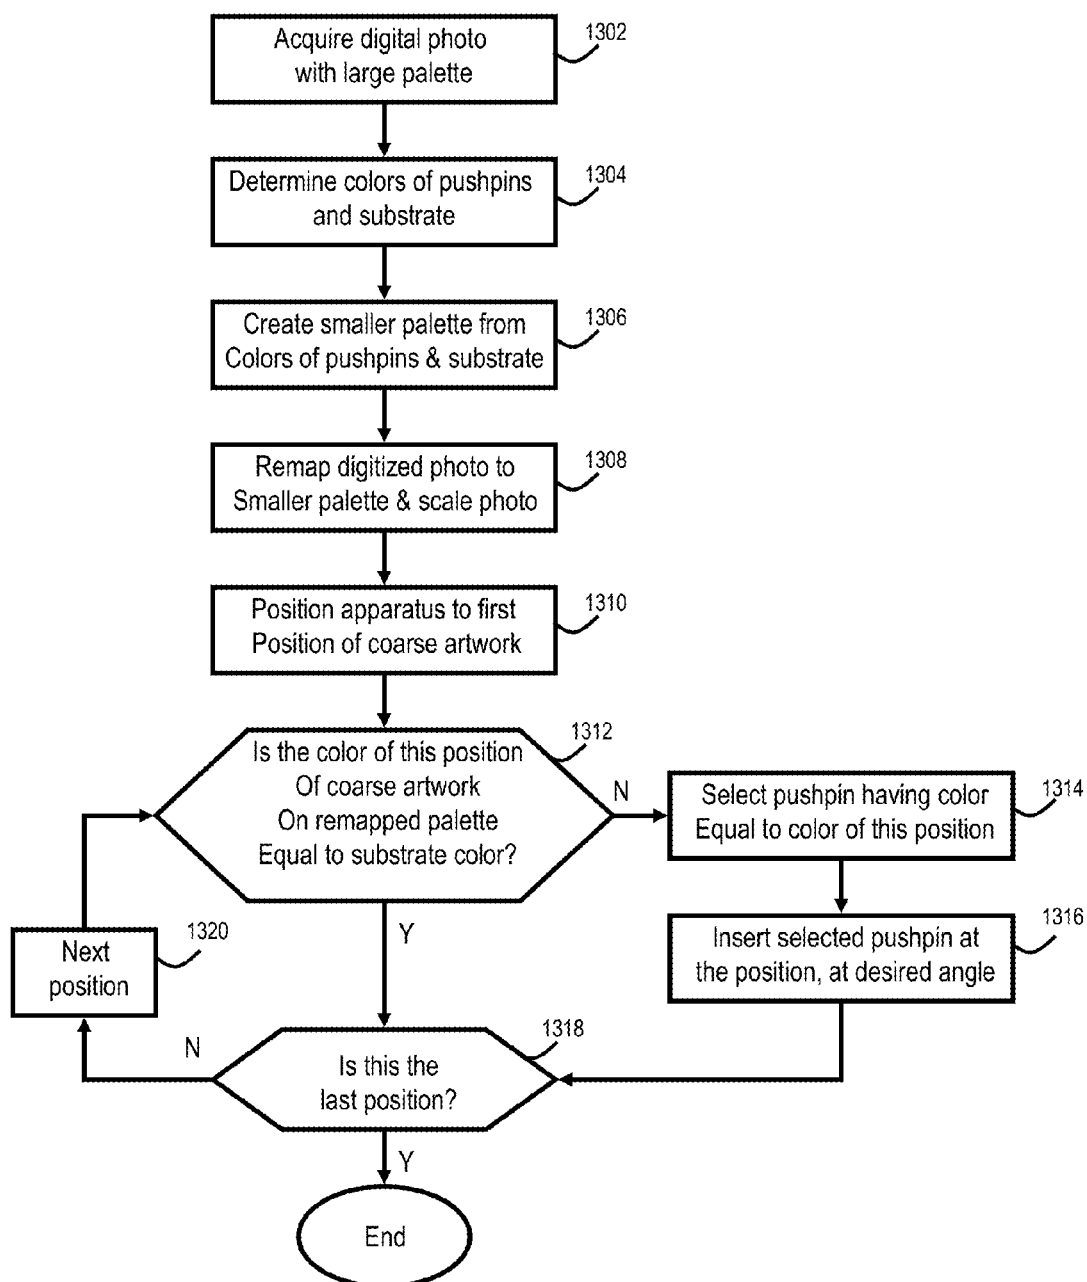 Acquire digital photo
with large palette
1302
Determine colors of pushpins
and substrate
1304
Create smaller palette from
Colors of pushpins & substrate
1306
Remap digitized photo to
Smaller palette & scale photo
1308
Position apparatus to first
Position of coarse artwork
1310
Is the color of this position
Of coarse artwork
On remapped palette
Equal to substrate color?
1312
N
Select pushpin having color
Equal to color of this position
1314
Y
Insert selected pushpin at
the position, at desired angle
1316
Next
position
1320
N
Is this the
last position?
1318
Y
End